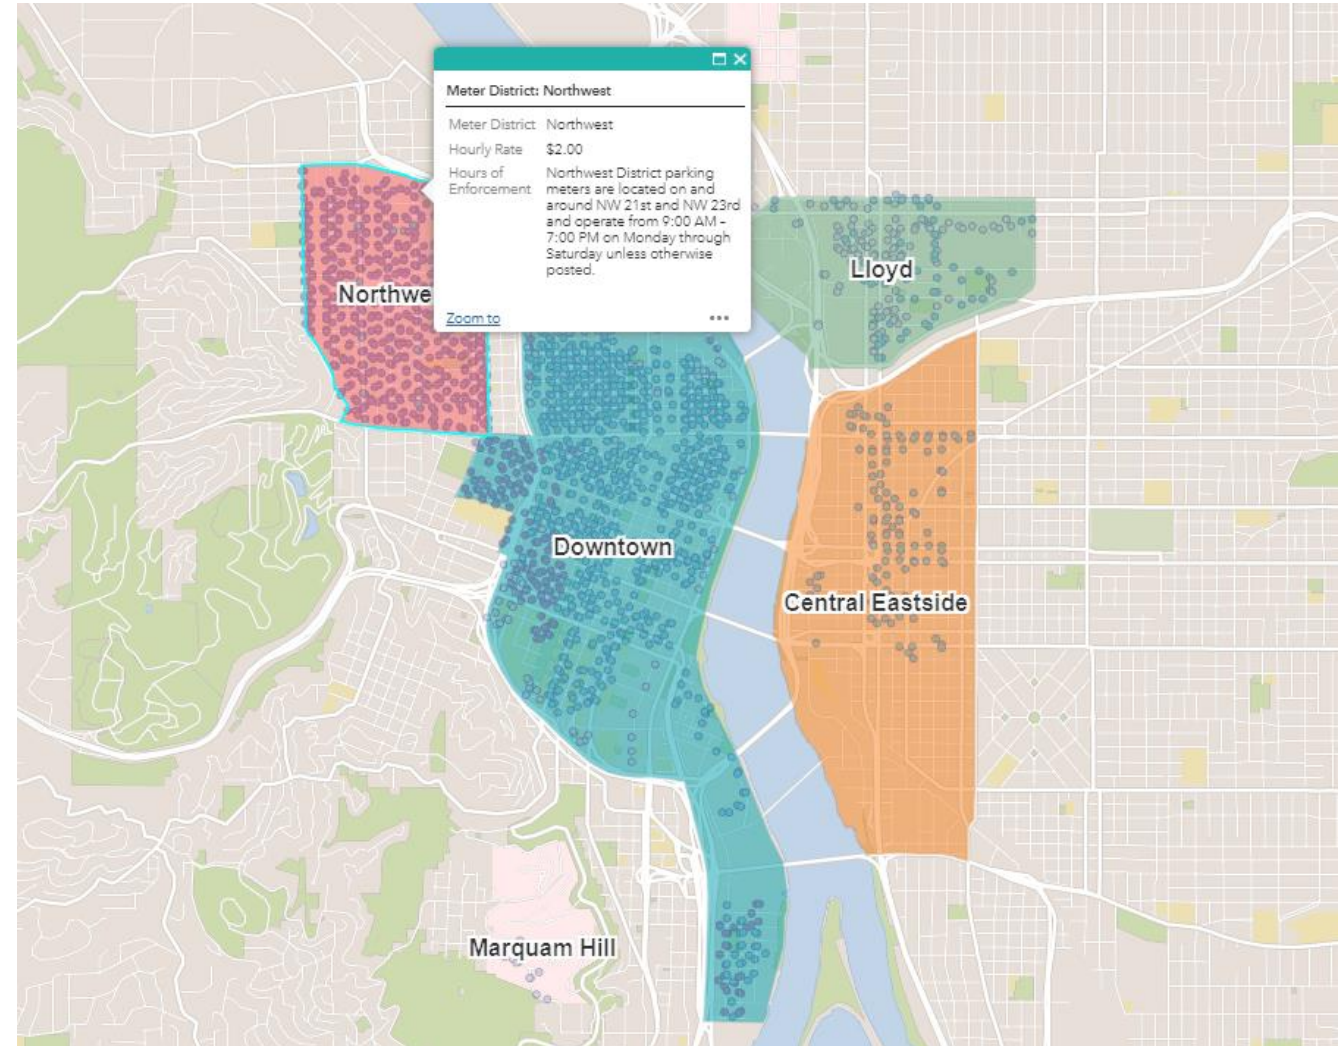 Meter District: Northwest
Meter District Northwest
Hourly Rate $2.00
Hours of Enforcement Northwest District parking
meters are located on and
around NW 21st and NW 23rd
and operate from 9:00 AM –
7:00 PM on Monday through
Saturday unless otherwise
posted.
Zoom to
Northwe
Lloyd
Downtown
Central Eastside
Marquam Hill